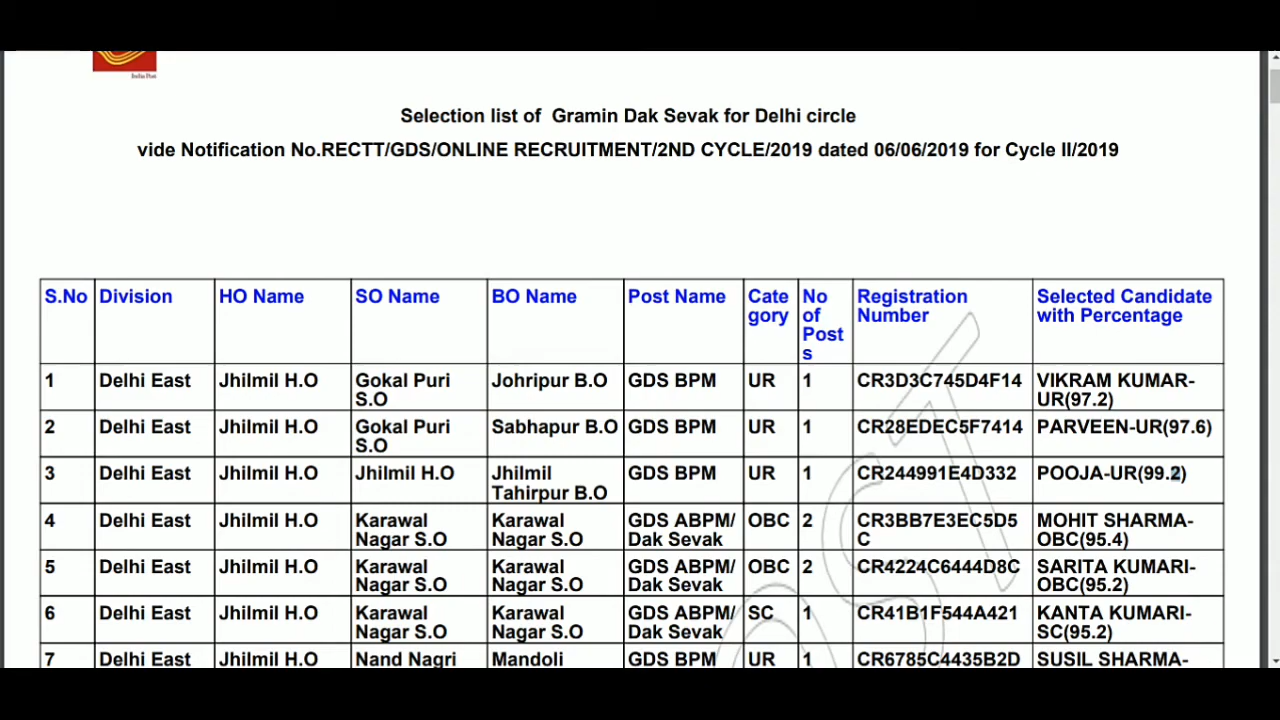 India Post
Selection list of Gramin Dak Sevak for Delhi circle
vide Notification No.RECTT/GDS/ONLINE RECRUITMENT/2ND CYCLE/2019 dated 06/06/2019 for Cycle II/2019
S.No Division HO Name SO Name BO Name Post Name Cate No Registration Selected Candidate
gory of Number with Percentage
Post
s
1 Delhi East Jhilmil H.O Gokal Puri Johripur B.O GDS BPM UR 1 CR3D3C745D4F14 VIKRAM KUMAR-
S.O UR(97.2)
2 Delhi East Jhilmil H.O Gokal Puri Sabhapur B.O GDS BPM UR 1 CR28EDEC5F7414 PARVEEN-UR(97.6)
S.O
3 Delhi East Jhilmil H.O Jhilmil H.O Jhilmil GDS BPM UR 1 CR244991E4D332 POOJA-UR(99.2)
Tahirpur B.O
4 Delhi East Jhilmil H.O Karawal Karawal GDS ABPM/ OBC 2 CR3BB7E3EC5D5 MOHIT SHARMA-
Nagar S.O Nagar S.O Dak Sevak C OBC(95.4)
5 Delhi East Jhilmil H.O Karawal Karawal GDS ABPM/ OBC 2 CR4224C6444D8C SARITA KUMARI-
Nagar S.O Nagar S.O Dak Sevak OBC(95.2)
6 Delhi East Jhilmil H.O Karawal Karawal GDS ABPM/ SC 1 CR41B1F544A421 KANTA KUMARI-
Nagar S.O Nagar S.O Dak Sevak SC(95.2)
7 Delhi East Jhilmil H.O Nand Nagri Mandoli GDS BPM UR 1 CR6785C4435B2D SUSIL SHARMA-